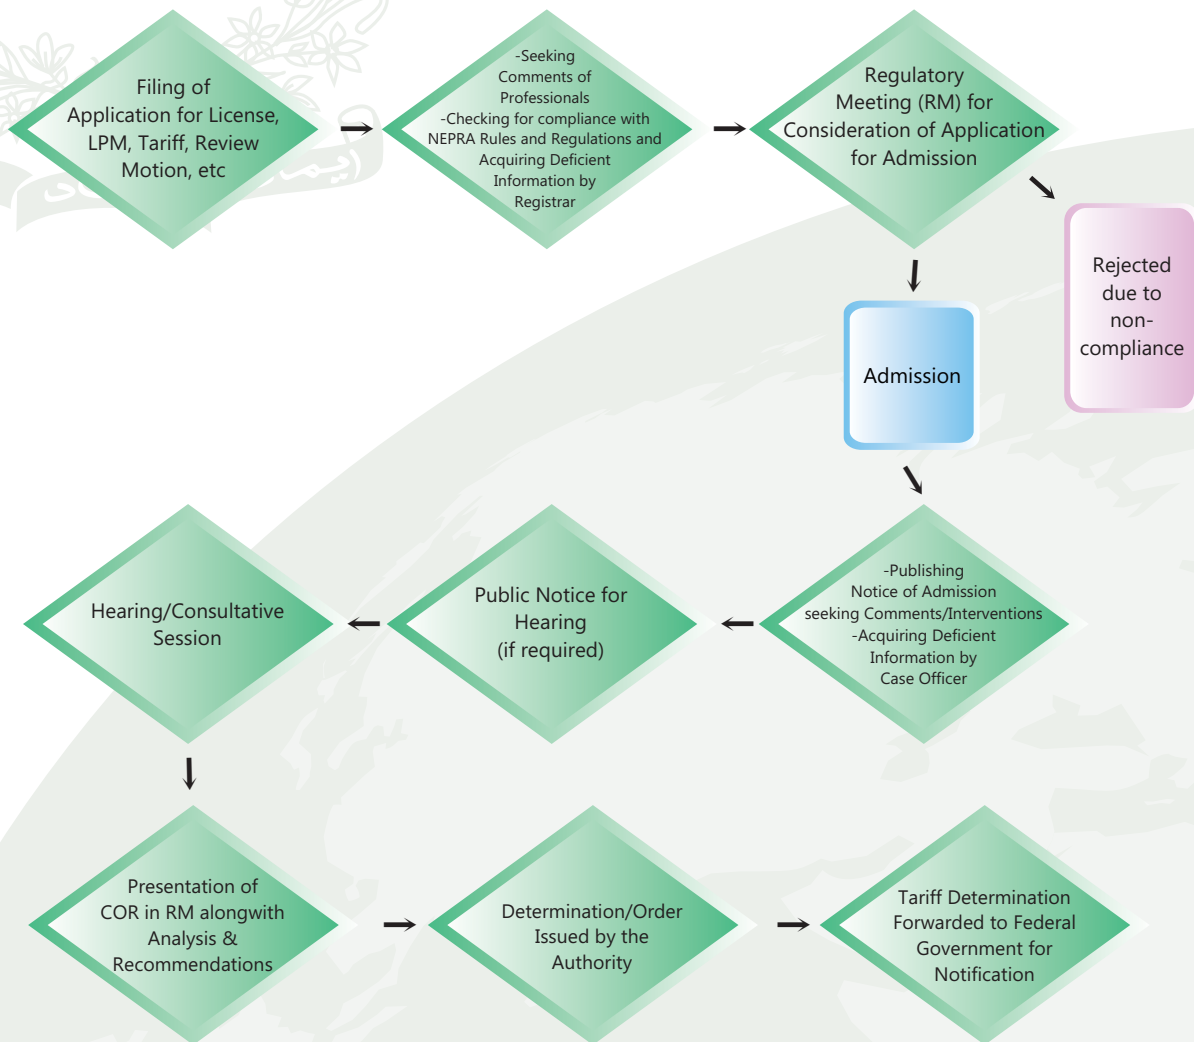 Filing of
Application for License,
LPM, Tariff, Review
Motion, etc
-Seeking
Comments of
Professionals
-Checking for compliance with
NEPRA Rules and Regulations and
Acquiring Deficient
Information by
Registrar
Regulatory
Meeting (RM) for
Consideration of Application
for Admission
Rejected
due to
non-
compliance
Admission
-Publishing
Notice of Admission
seeking Comments/Interventions
-Acquiring Deficient
Information by
Case Officer
Public Notice for
Hearing
(if required)
Hearing/Consultative
Session
Presentation of
COR in RM alongwith
Analysis &
Recommendations
Determination/Order
Issued by the
Authority
Tariff Determination
Forwarded to Federal
Government for
Notification